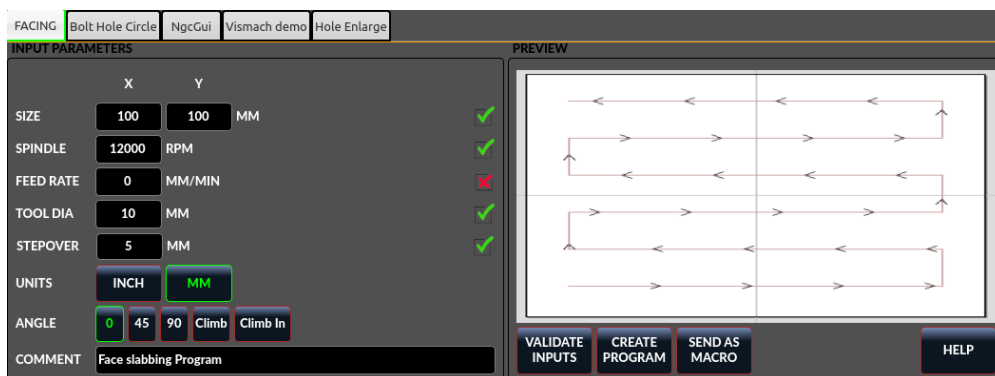 FACING Bolt Hole Circle NgcGui Vismach demo Hole Enlarge
INPUT PARAMETERS
X Y
SIZE 100 100 MM
SPINDLE 12000 RPM
FEED RATE 0 MM/MIN
TOOL DIA 10 MM
STEPOVER 5 MM
UNITS INCH MM
ANGLE 0 45 90 Climb Climb In
COMMENT Face slabbing Program
PREVIEW
VALIDATE INPUTS
CREATE PROGRAM
SEND AS MACRO
HELP